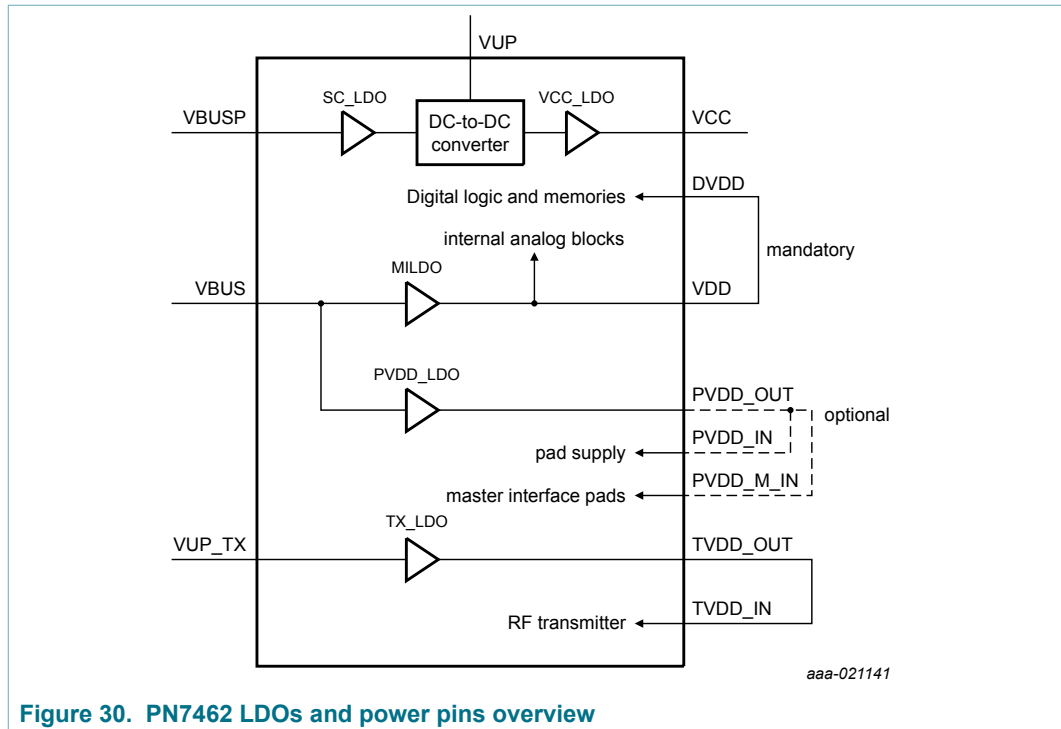 VUP
SC_LDO
VCC_LDO
VBUSP
DC-to-DC
converter
VCC
DVDD
Digital logic and memories
internal analog blocks
mandatory
MILDO
VBUS
VDD
PVDD_LDO
PVDD_OUT
optional
PVDD_IN
pad supply
PVDD_M_IN
master interface pads
TX_LDO
VUP_TX
TVDD_OUT
TVDD_IN
RF transmitter
aaa-021141
Figure 30. PN7462 LDOs and power pins overview